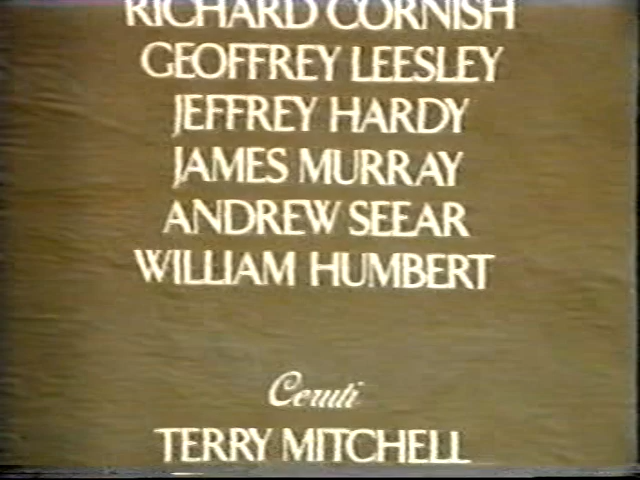 RICHARD CORNISH
GEOFFREY LEESLEY
JEFFREY HARDY
JAMES MURRAY
ANDREW SEEAR
WILLIAM HUMBERT
Ceruti
TERRY MITCHELL